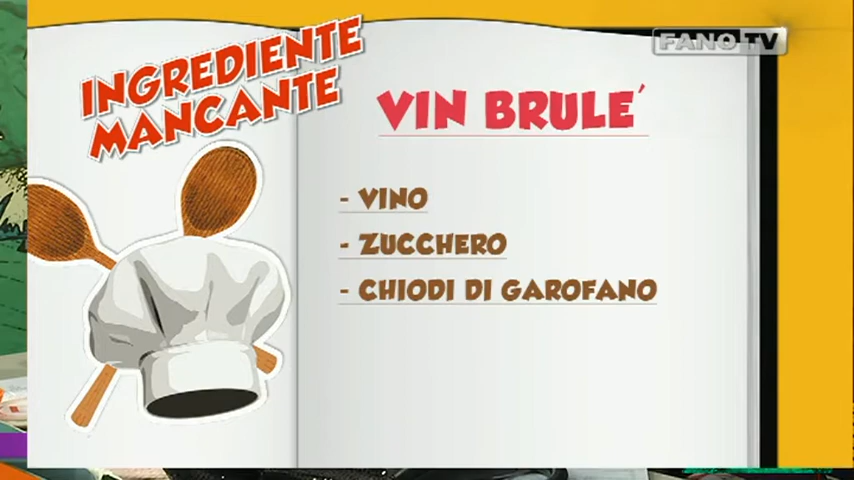 INGREDIENTE
MANCANTE
FANO TV
VIN BRULE´
- VINO
- ZUCCHERO
- CHIODI DI GAROFANO